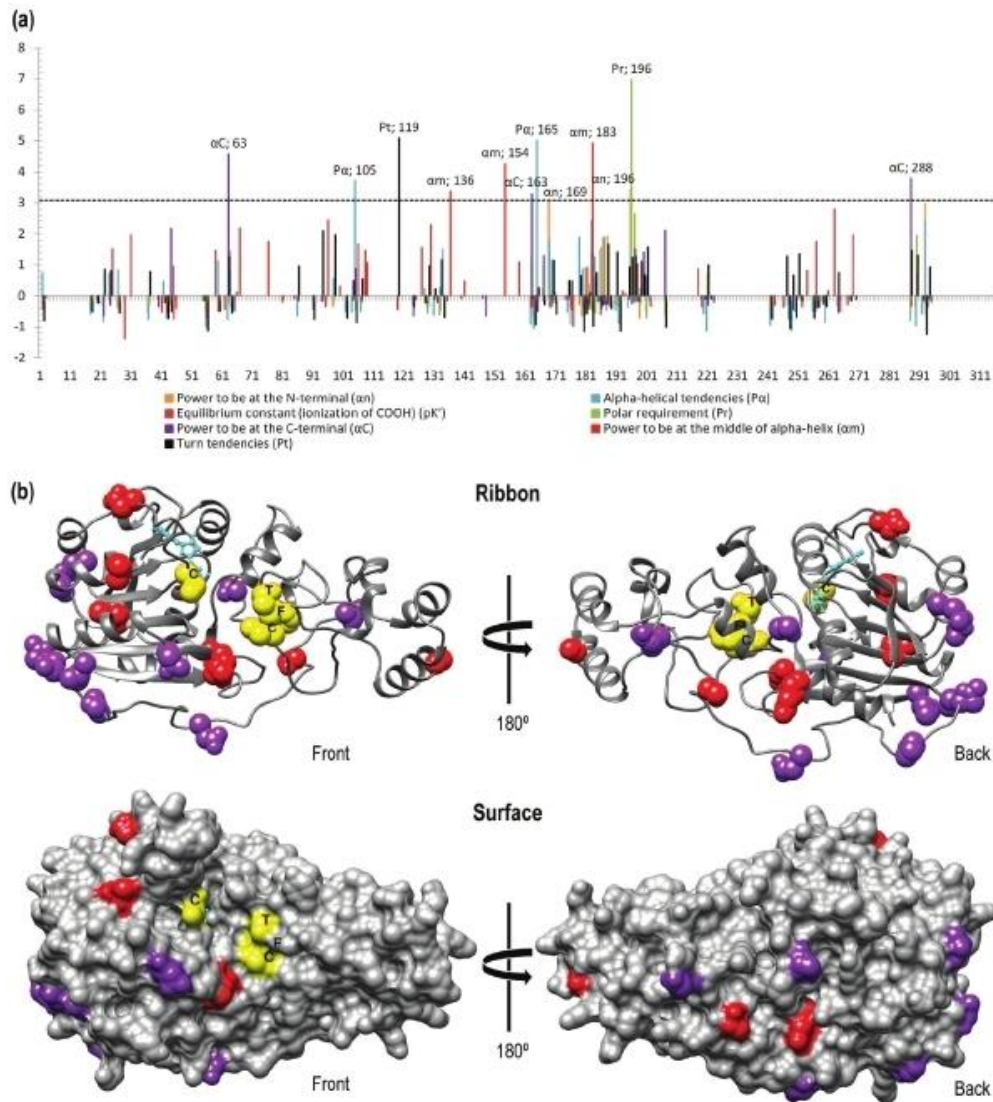 (a)
8
7
6
5
4
3
2
1
0
-1
-2
Pr; 196
Pt; 119
αC; 63
Pα; 165
αm; 183
αm; 154
Pα; 105
αm; 136
αC; 163
αn; 196
αn; 169
αC; 288
1 11 21 31 41 51 61 71 81 91 101 111 121 131 141 151 161 171 181 191 201 211 221 231 241 251 261 271 281 291 301 311
Power to be at the N-terminal (αn)
Equilibrium constant (ionization of COOH) (pK')
Power to be at the C-terminal (αC)
Turn tendencies (Pt)
Alpha-helical tendencies (Pα)
Polar requirement (Pr)
Power to be at the middle of alpha-helix (αm)
(b)
Ribbon
C
T
F
C
T
C
180º
Front
Back
Surface
C
T
F
C
180º
Front
Back